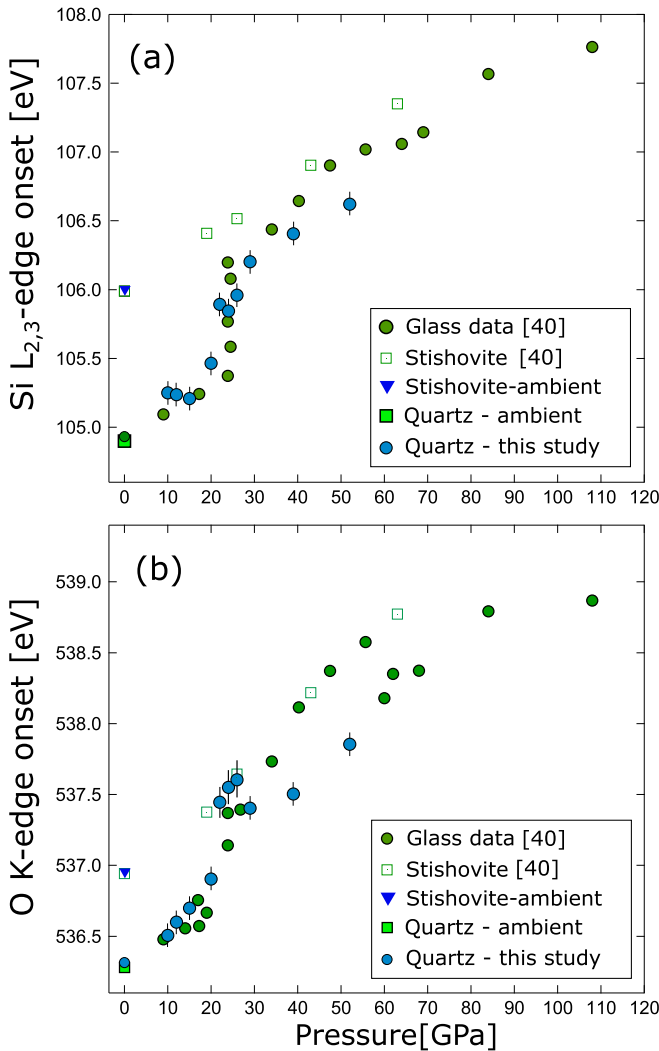 108.0
(a)
107.5
107.0
106.5
106.0
105.5
105.0
Si L2,3-edge onset [eV]
Glass data [40]
Stishovite [40]
Stishovite-ambient
Quartz - ambient
Quartz - this study
0 10 20 30 40 50 60 70 80 90 100 110 120
(b)
539.0
538.5
538.0
537.5
537.0
536.5
O K-edge onset [eV]
Glass data [40]
Stishovite [40]
Stishovite-ambient
Quartz - ambient
Quartz - this study
0 10 20 30 40 50 60 70 80 90 100 110 120
Pressure[GPa]